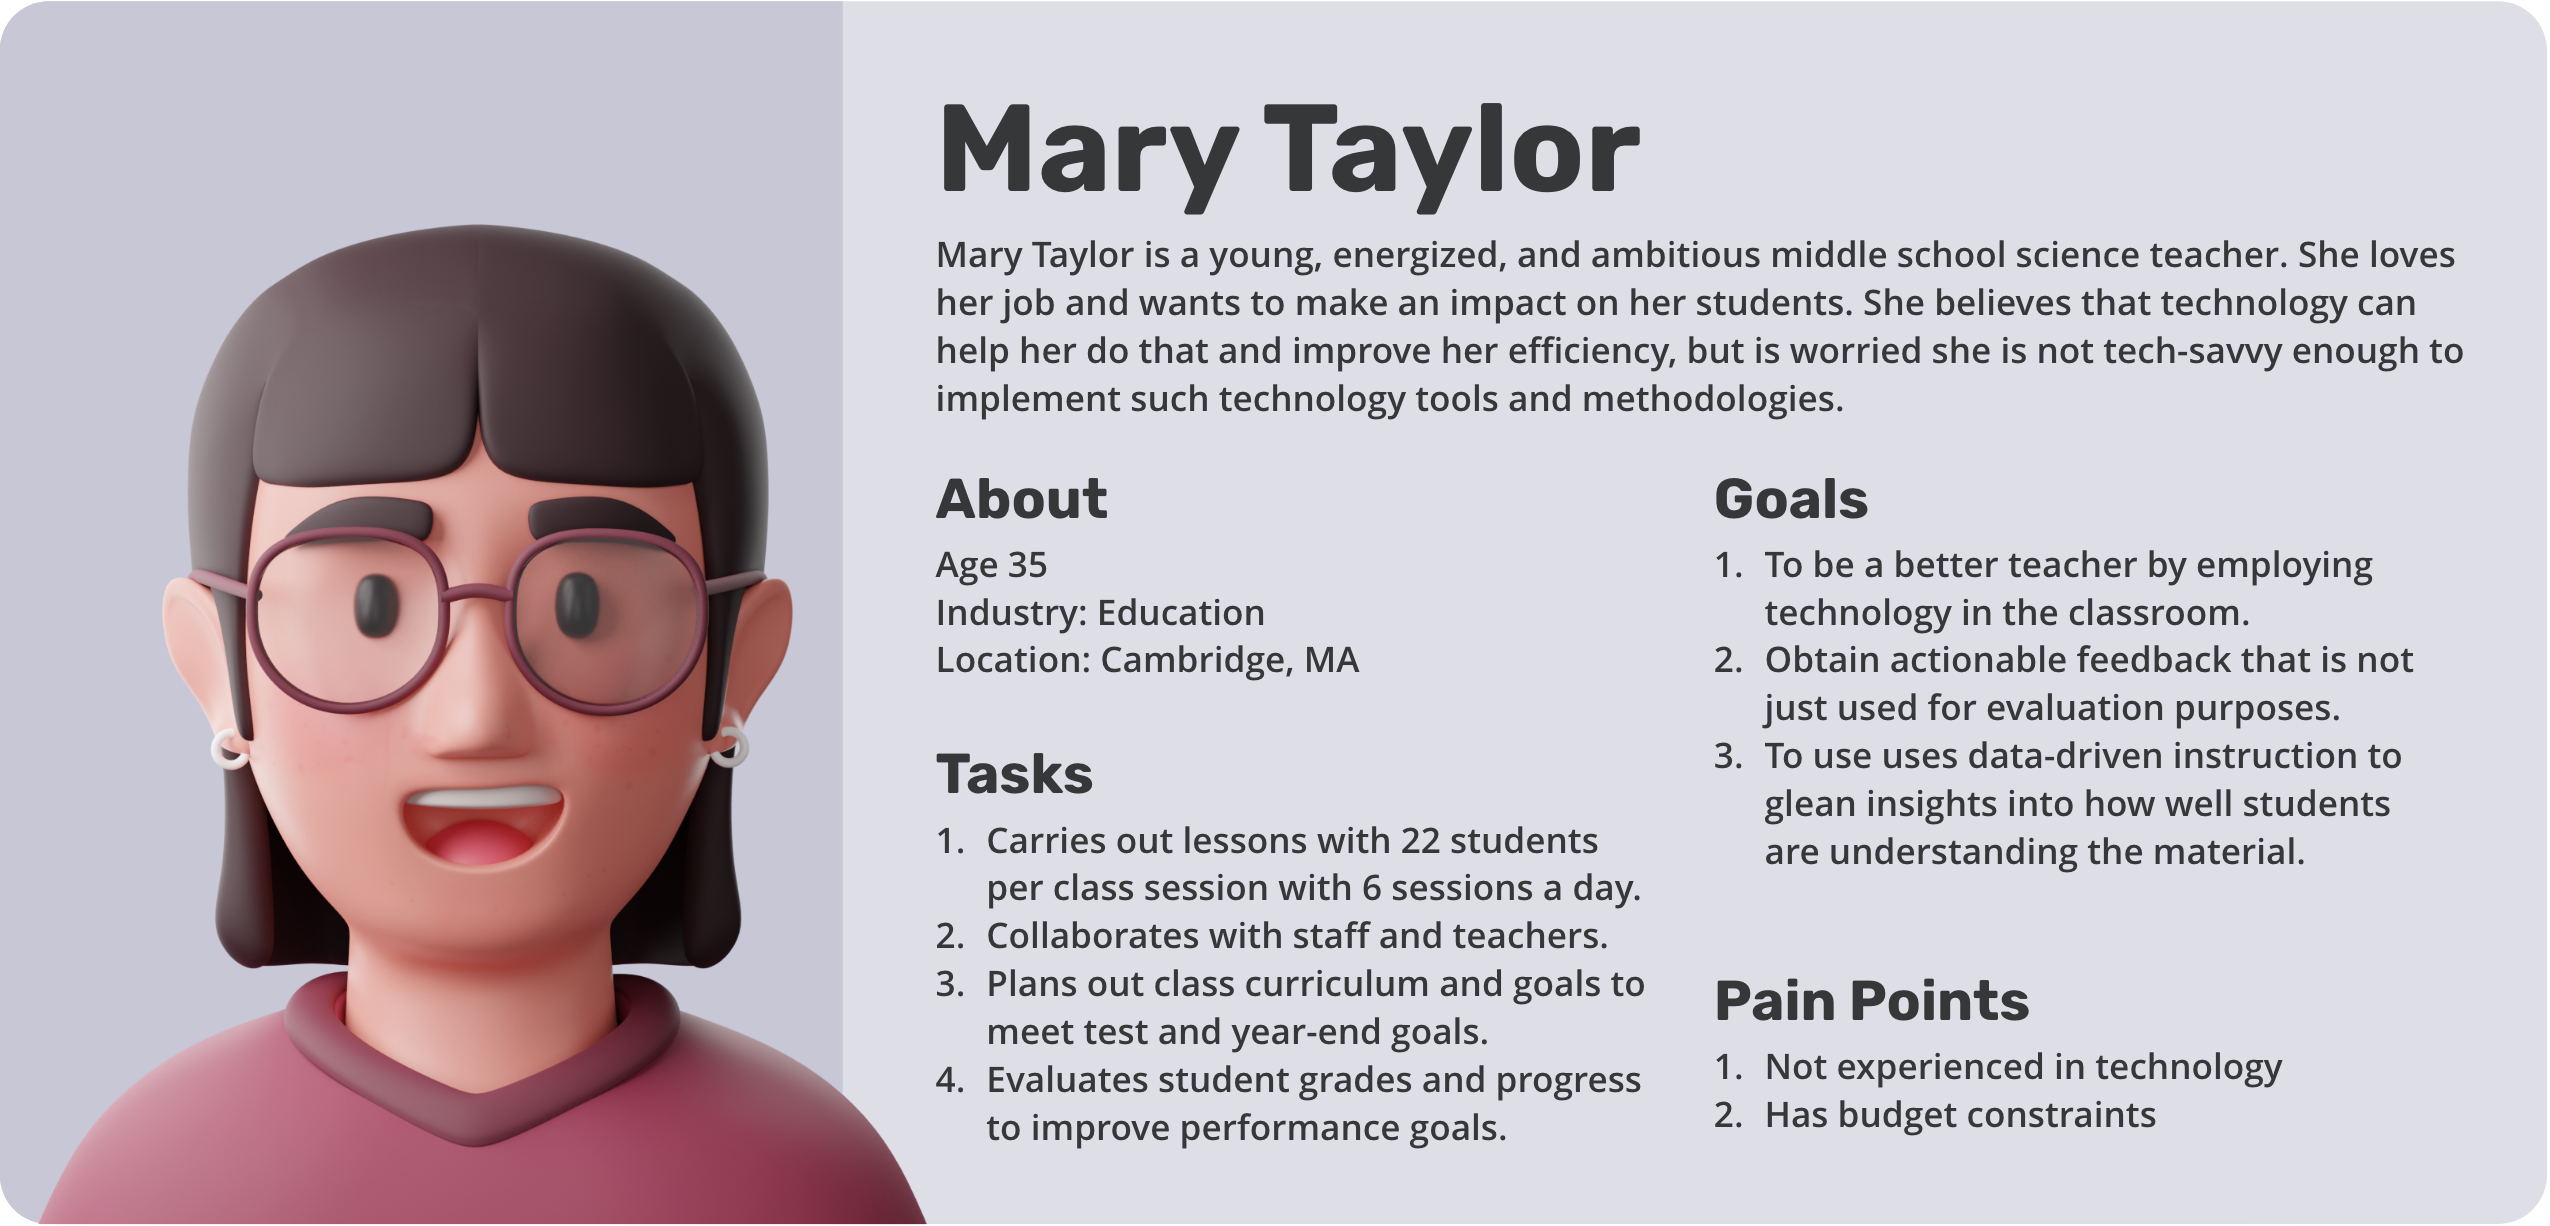 Mary Taylor
Mary Taylor is a young, energized, and ambitious middle school science teacher. She loves
her job and wants to make an impact on her students. She believes that technology can
help her do that and improve her efficiency, but is worried she is not tech-savvy enough to
implement such technology tools and methodologies.
About
Age 35
Industry: Education
Location: Cambridge, MA
Tasks
1. Carries out lessons with 22 students
per class session with 6 sessions a day.
2. Collaborates with staff and teachers.
3. Plans out class curriculum and goals to
meet test and year-end goals.
4. Evaluates student grades and progress
to improve performance goals.
Goals
1. To be a better teacher by employing
technology in the classroom.
2. Obtain actionable feedback that is not
just used for evaluation purposes.
3. To use uses data-driven instruction to
glean insights into how well students
are understanding the material.
Pain Points
1. Not experienced in technology
2. Has budget constraints